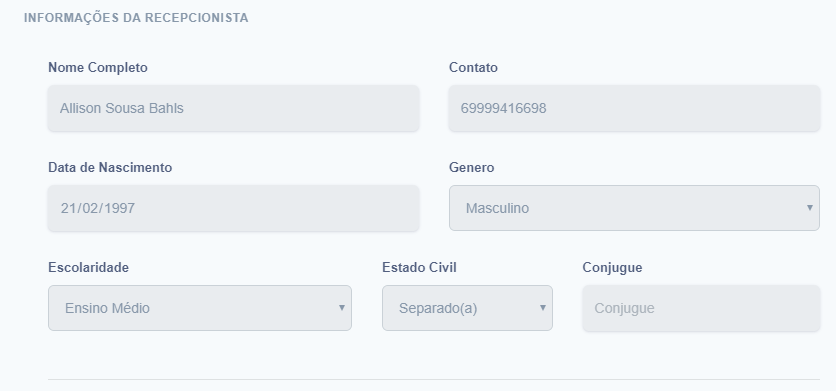 INFORMAÇÕES DA RECEPCIONISTA
Nome Completo Contato
Allison Sousa Bahls 69999416698
Data de Nascimento Genero
21/02/1997 Masculino
Escolaridade Estado Civil Conjugue
Ensino Médio Separado(a) Conjugue